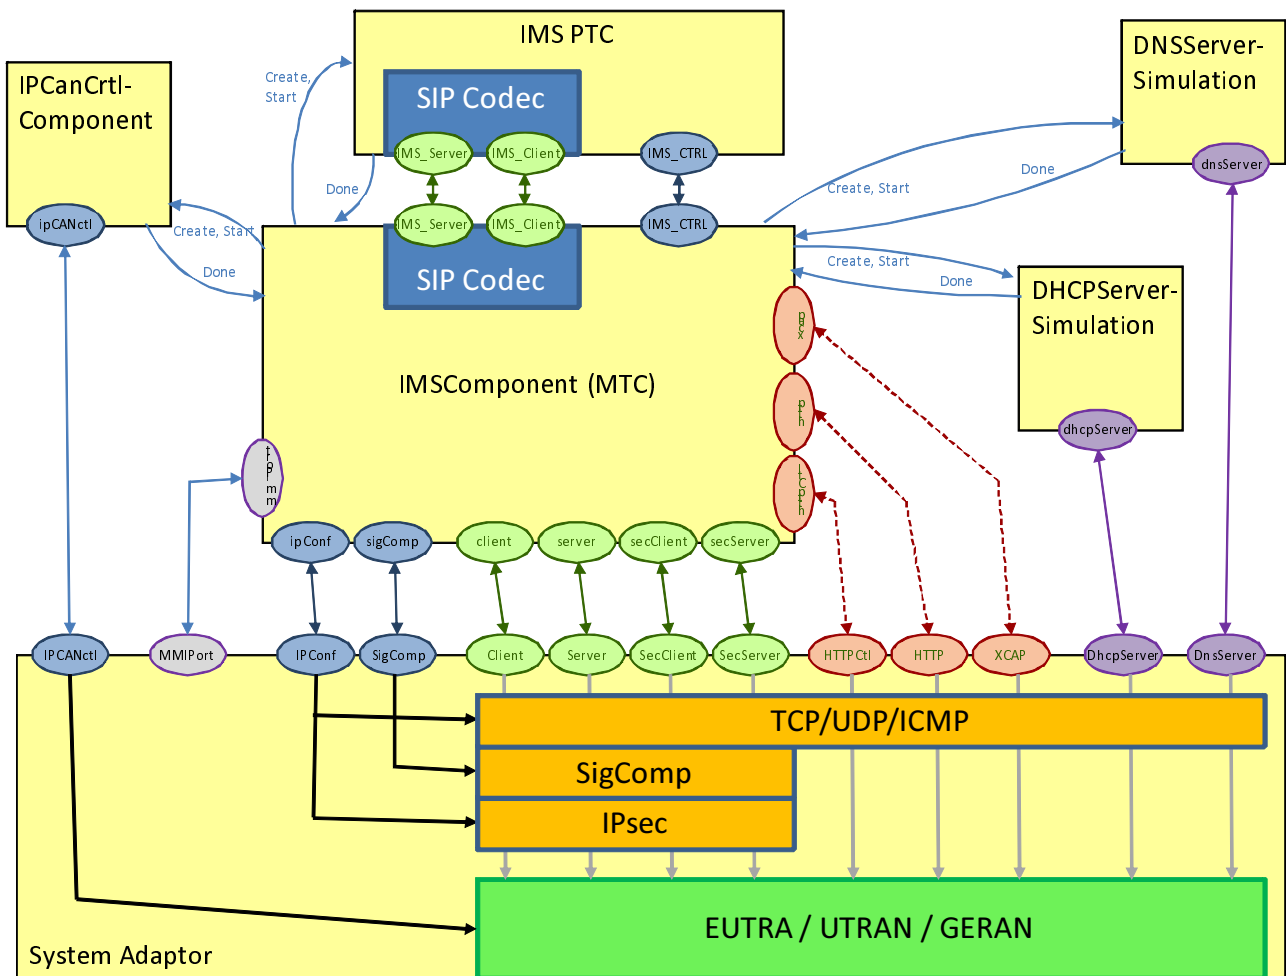 IMS PTC
DNSServer-
Simulation
IPCanCrtl-
Component
Create,
Start
SIP Codec
IMS_Server
IMS_Client
IMS_CTRL
dnsServer
Done
Done
Create, Start
ipCANctl
Create, Start
IMS_Server
IMS_Client
IMS_CTRL
Done
SIP Codec
Create, Start
Done
DHCPServer-
Simulation
IMSComponent (MTC)
dhcpServer
ipConf
sigComp
client
server
secClient
secServer
IPCANctl
MMIPort
IPConf
SigComp
Client
Server
SecClient
SecServer
HTTPCtl
HTTP
XCAP
DhcpServer
DnsServer
TCP/UDP/ICMP
SigComp
IPsec
EUTRA / UTRAN / GERAN
System Adaptor